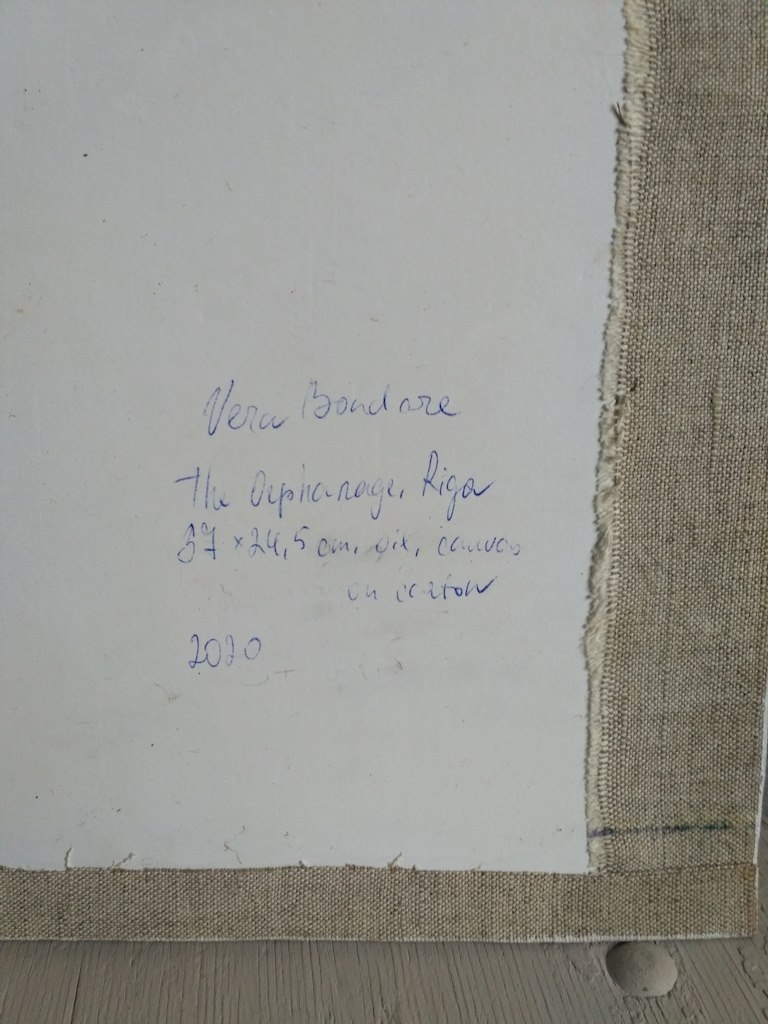 Vera Bondare
The Orphanage, Riga
37 × 24,5 cm, oil, canvas
on carton
2020